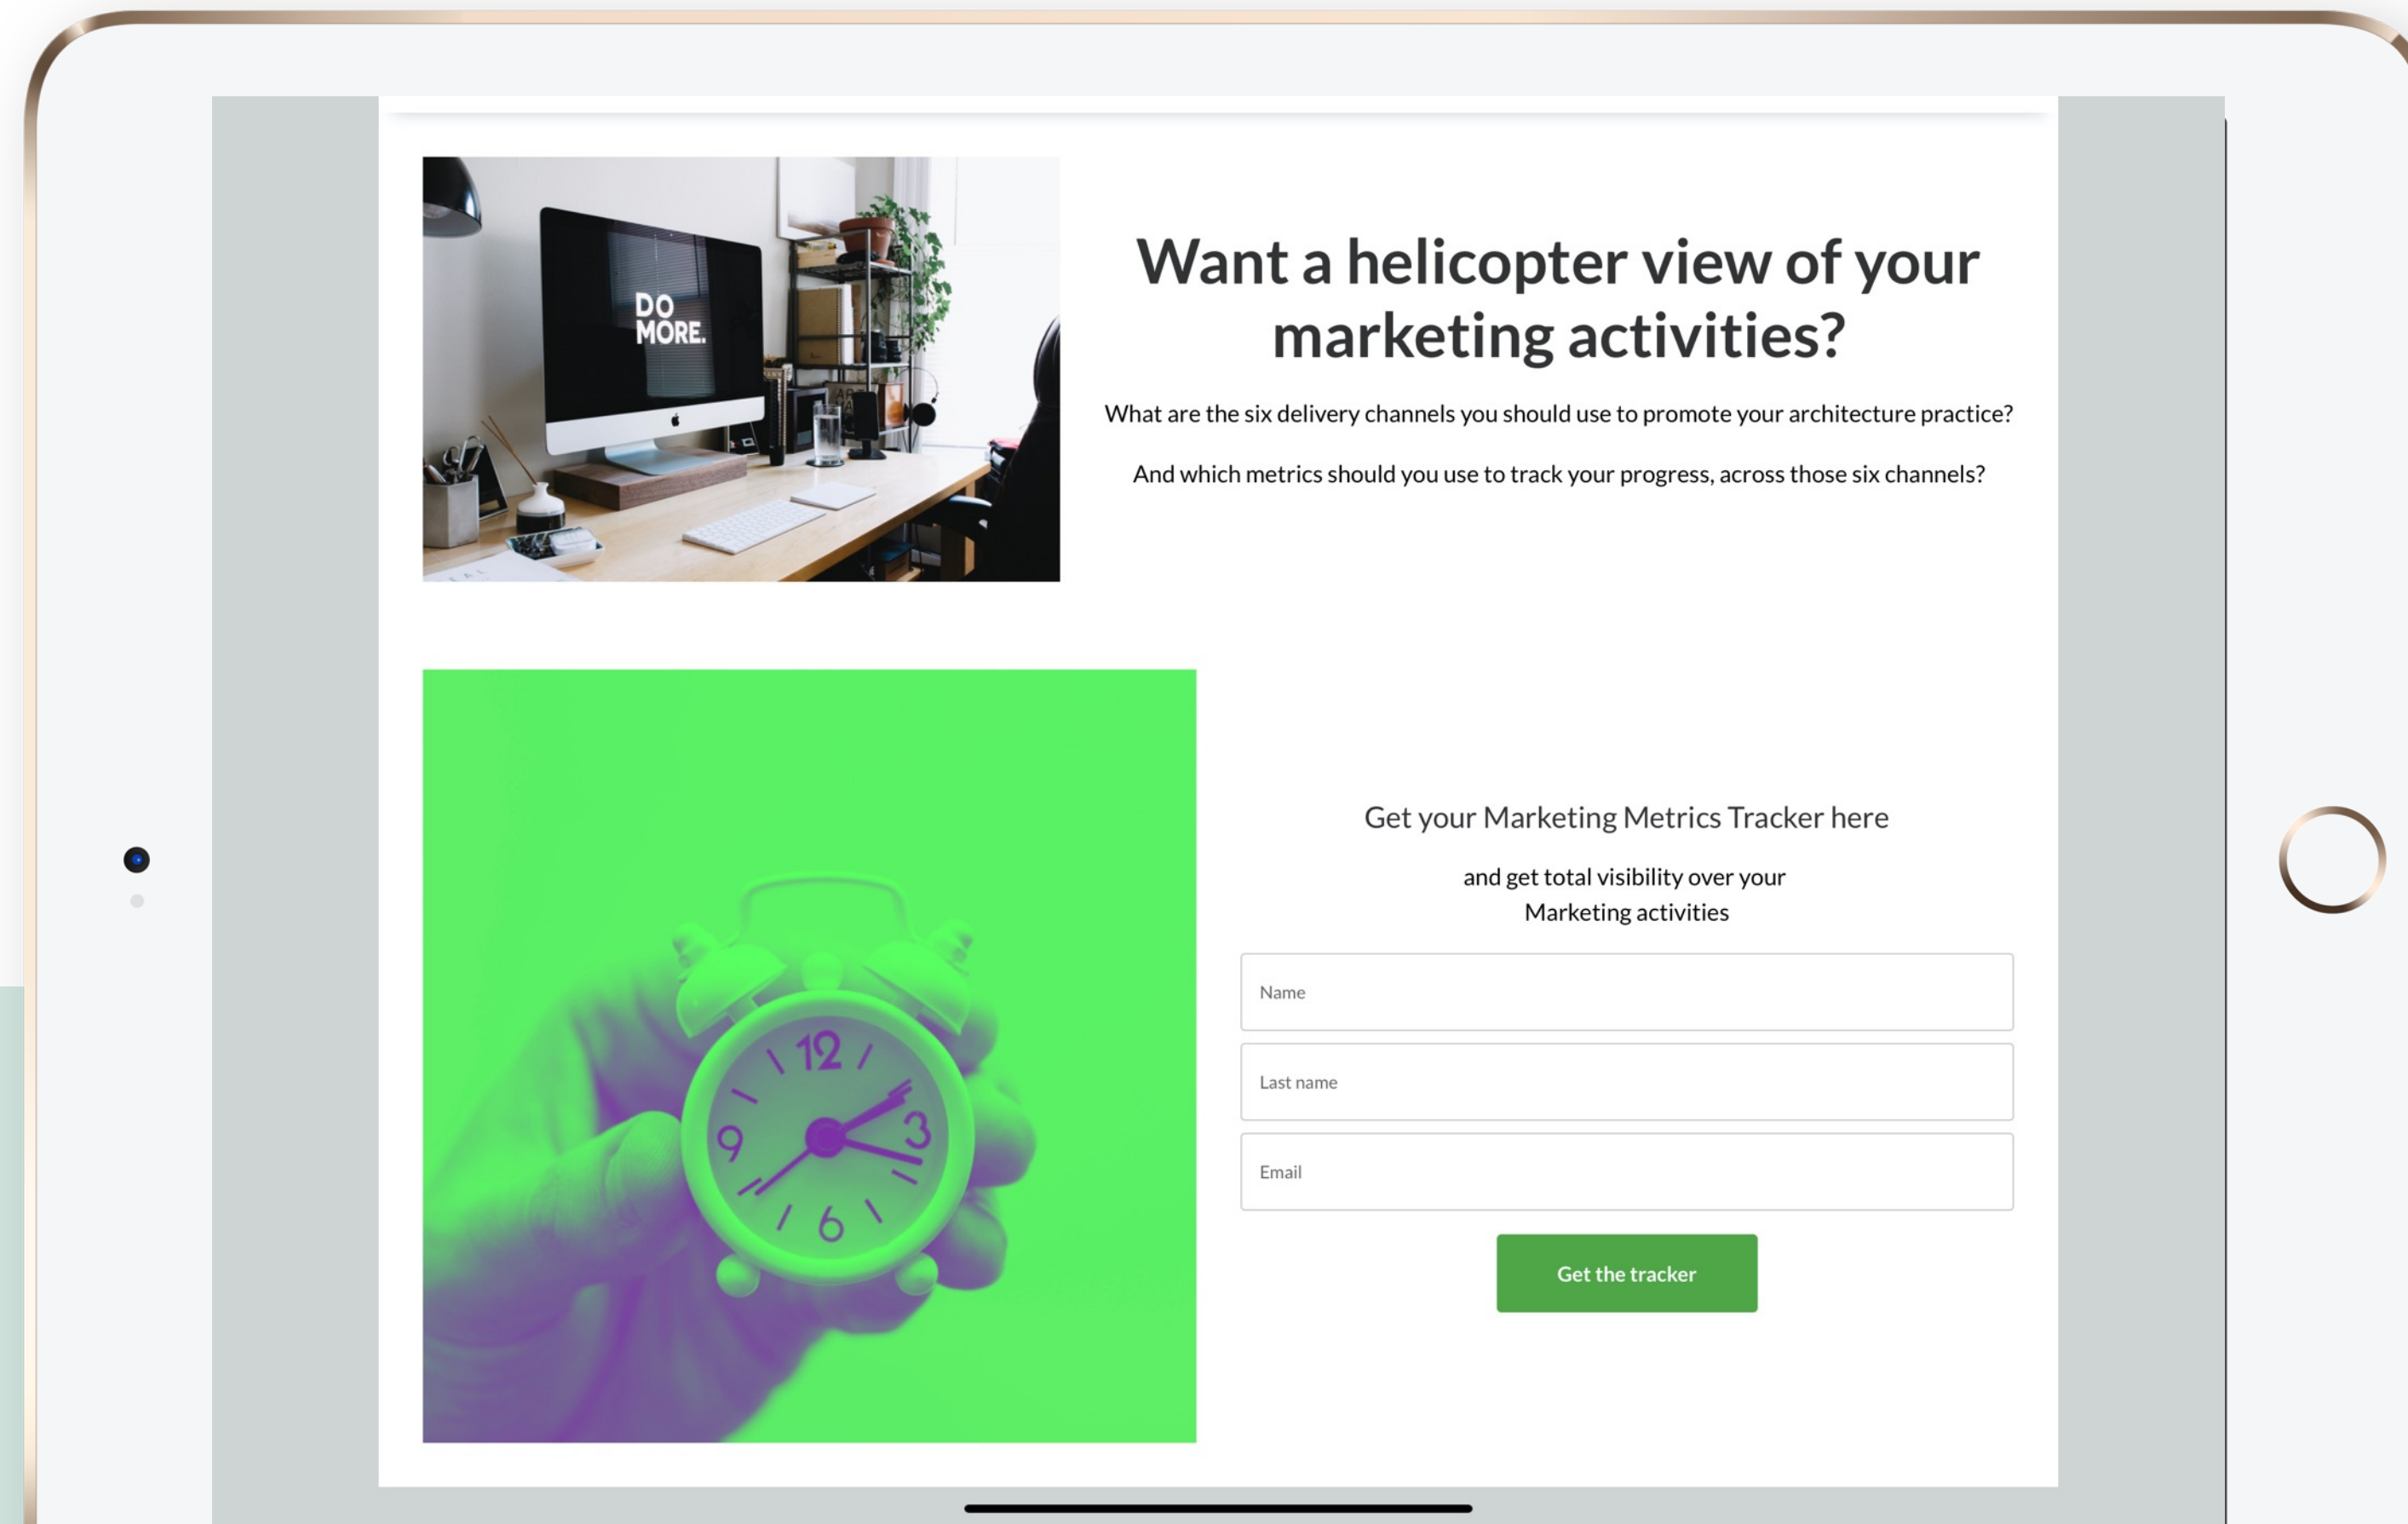 DO
MORE.
Want a helicopter view of your
marketing activities?
What are the six delivery channels you should use to promote your architecture practice?
And which metrics should you use to track your progress, across those six channels?
Get your Marketing Metrics Tracker here
and get total visibility over your
Marketing activities
Name
Last name
Email
Get the tracker
12
3
9
6